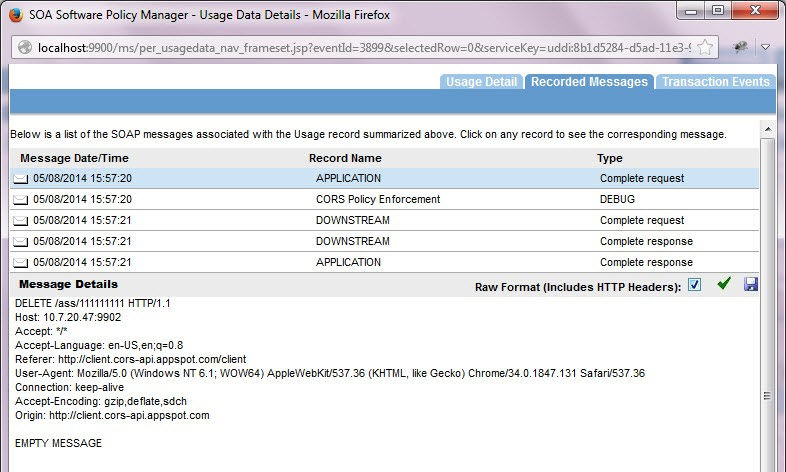 SOA Software Policy Manager - Usage Data Details - Mozilla Firefox
localhost:9900/ms/per_usagedata_nav_frameset.jsp?eventId=3899&selectedRow=0&serviceKey=uddi:8b1d5284-d5ad-11e3-9
Usage Detail Recorded Messages Transaction Events
Below is a list of the SOAP messages associated with the Usage record summarized above. Click on any record to see the corresponding message.
Message Date/Time Record Name Type
05/08/2014 15:57:20 APPLICATION Complete request
05/08/2014 15:57:20 CORS Policy Enforcement DEBUG
05/08/2014 15:57:21 DOWNSTREAM Complete request
05/08/2014 15:57:21 DOWNSTREAM Complete response
05/08/2014 15:57:21 APPLICATION Complete response
Message Details Raw Format (Includes HTTP Headers):
DELETE /ass/111111111 HTTP/1.1
Host: 10.7.20.47:9902
Accept: */*
Accept-Language: en-US,en;q=0.8
Referer: http://client.cors-api.appspot.com/client
User-Agent: Mozilla/5.0 (Windows NT 6.1; WOW64) AppleWebKit/537.36 (KHTML, like Gecko) Chrome/34.0.1847.131 Safari/537.36
Connection: keep-alive
Accept-Encoding: gzip,deflate,sdch
Origin: http://client.cors-api.appspot.com
EMPTY MESSAGE